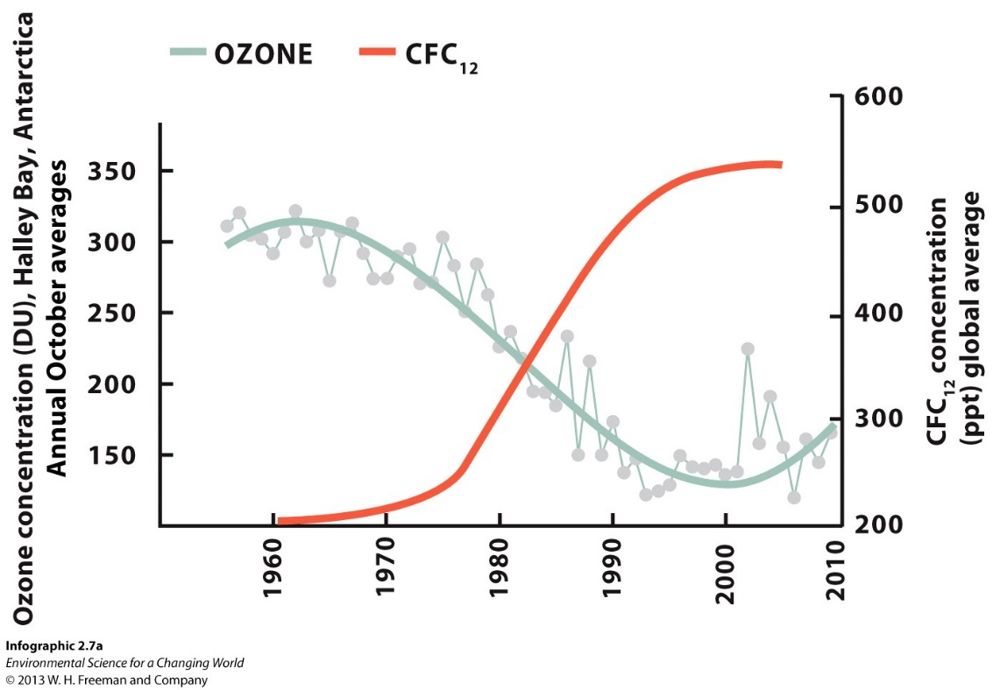 OZONE
CFC12
Ozone concentration (DU), Halley Bay, Antarctica
Annual October averages
350
300
250
200
150
600
500
400
300
200
CFC12 concentration
(ppt) global average
1960
1970
1980
1990
2000
2010
Infographic 2.7a
Environmental Science for a Changing World
© 2013 W. H. Freeman and Company